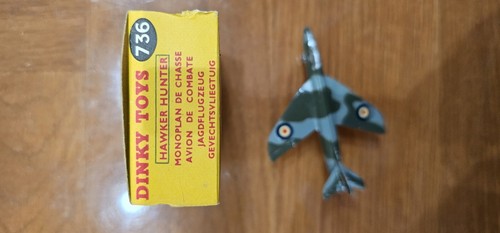 DINKY TOYS 736
HAWKER HUNTER
MONOPLAN DE CHASSE
AVION DE COMBATE
JAGDFLUGZEUG
GEVECHTSVLIEGTUIG